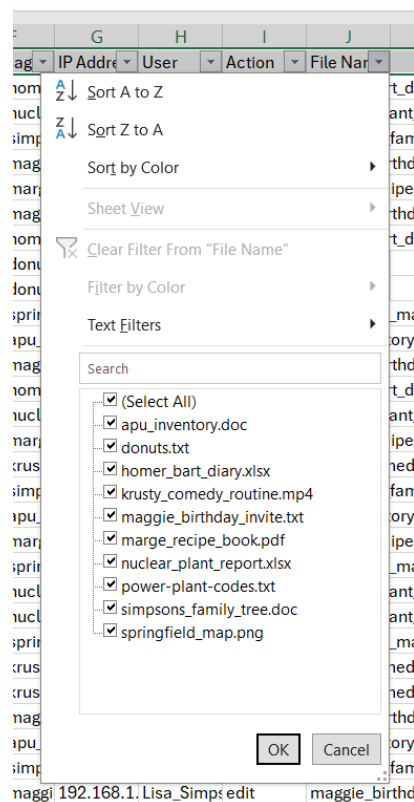 F G H I J
ag IP Addre User Action File Nar
Sort A to Z
Sort Z to A
Sort by Color
Sheet View
Clear Filter From "File Name"
Filter by Color
Text Filters
Search
(Select All)
apu_inventory.doc
donuts.txt
homer_bart_diary.xlsx
krusty_comedy_routine.mp4
maggie_birthday_invite.txt
marge_recipe_book.pdf
nuclear_plant_report.xlsx
power-plant-codes.txt
simpsons_family_tree.doc
springfield_map.png
OK Cancel
maggi 192.168.1. Lisa_Simps edit maggie_birthd